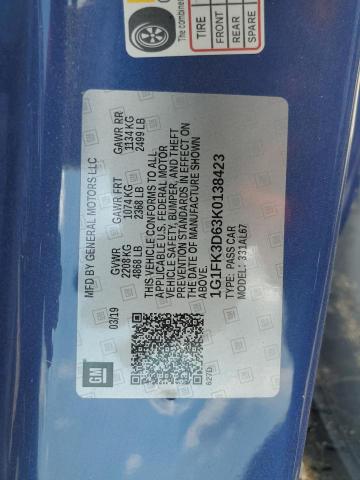 The combine
TIRE
FRONT
REAR
SPARE
MFD BY GENERAL MOTORS LLC
03/19
GVWR
2208 KG
4868 LB
GAWR FRT
1074 KG
2368 LB
GAWR RR
1134 KG
2499 LB
THIS VEHICLE CONFORMS TO ALL
APPLICABLE U.S. FEDERAL MOTOR
VEHICLE SAFETY, BUMPER, AND THEFT
PREVENTION STANDARDS IN EFFECT ON
THE DATE OF MANUFACTURE SHOWN
ABOVE.
1G1FK3D63K0138423
TYPE: PASS CAR
MODEL: 331AL67
GM
627D